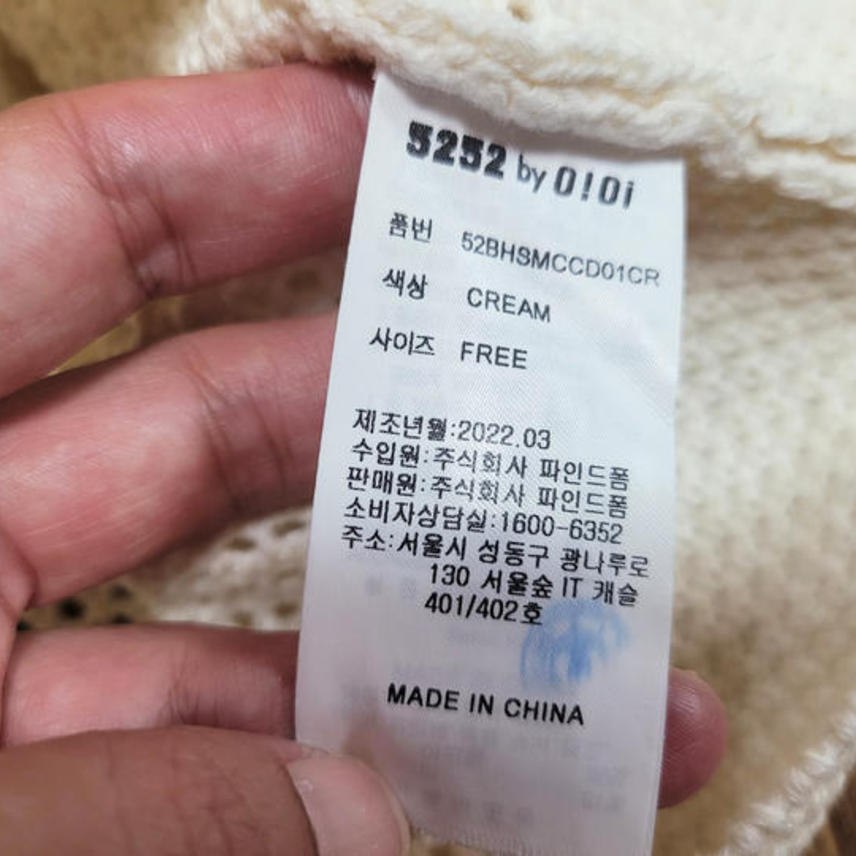 5252 by O!Oi
품번 52BHSMCCD01CR
색상 CREAM
사이즈 FREE
제조년월:2022.03
수입원:주식회사 파인드폼
판매원:주식회사 파인드폼
소비자상담실:1600-6352
주소:서울시 성동구 광나루로
130 서울숲 IT 캐슬
401/402호
MADE IN CHINA